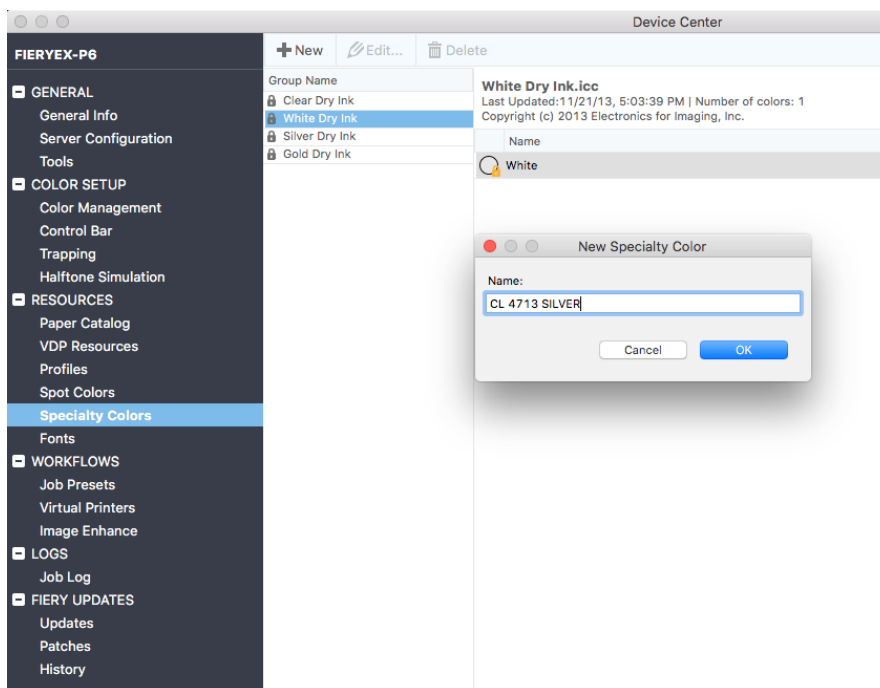 Device Center
FIERYEX-P6
GENERAL
General Info
Server Configuration
Tools
COLOR SETUP
Color Management
Control Bar
Trapping
Halftone Simulation
RESOURCES
Paper Catalog
VDP Resources
Profiles
Spot Colors
Specialty Colors
Fonts
WORKFLOWS
Job Presets
Virtual Printers
Image Enhance
LOGS
Job Log
FIERY UPDATES
Updates
Patches
History
New Edit... Delete
Group Name
Clear Dry Ink
White Dry Ink
Silver Dry Ink
Gold Dry Ink
White Dry Ink.icc
Last Updated:11/21/13, 5:03:39 PM | Number of colors: 1
Copyright (c) 2013 Electronics for Imaging, Inc.
Name
White
New Specialty Color
Name:
CL 4713 SILVER
Cancel OK